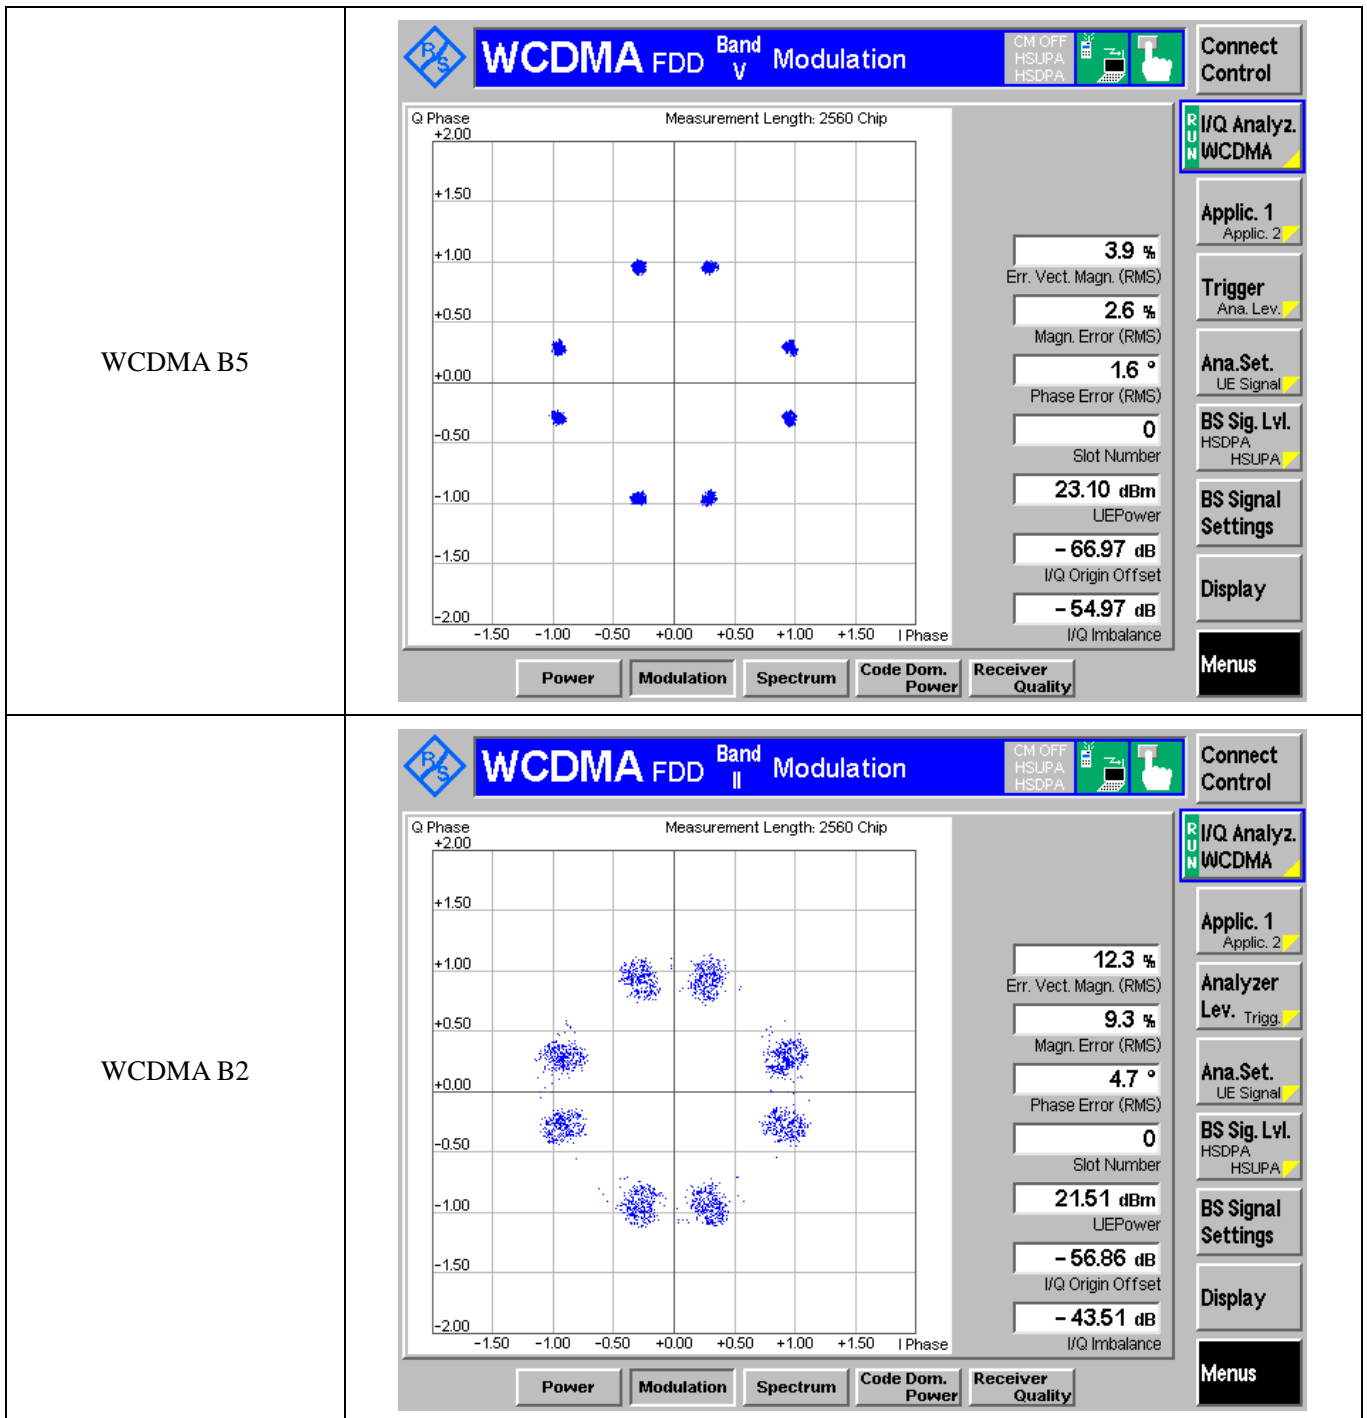 WCDMA B5
R&S
WCDMA FDD Band V Modulation
CM OFF
HSUPA
HSDPA
Connect Control
Q Phase
Measurement Length: 2560 Chip
+2.00
+1.50
+1.00
+0.50
+0.00
-0.50
-1.00
-1.50
-2.00
-1.50 -1.00 -0.50 +0.00 +0.50 +1.00 +1.50 I Phase
3.9 %
Err. Vect. Magn. (RMS)
2.6 %
Magn. Error (RMS)
1.6 °
Phase Error (RMS)
0
Slot Number
23.10 dBm
UEPower
- 66.97 dB
I/Q Origin Offset
- 54.97 dB
I/Q Imbalance
RUN
I/Q Analyz.
WCDMA
Applic. 1
Applic. 2
Trigger
Ana. Lev.
Ana.Set.
UE Signal
BS Sig. Lvl.
HSDPA
HSUPA
BS Signal
Settings
Display
Menus
Power
Modulation
Spectrum
Code Dom.
Power
Receiver
Quality
WCDMA B2
R&S
WCDMA FDD Band II Modulation
CM OFF
HSUPA
HSDPA
Connect Control
Q Phase
Measurement Length: 2560 Chip
+2.00
+1.50
+1.00
+0.50
+0.00
-0.50
-1.00
-1.50
-2.00
-1.50 -1.00 -0.50 +0.00 +0.50 +1.00 +1.50 I Phase
12.3 %
Err. Vect. Magn. (RMS)
9.3 %
Magn. Error (RMS)
4.7 °
Phase Error (RMS)
0
Slot Number
21.51 dBm
UEPower
- 56.86 dB
I/Q Origin Offset
- 43.51 dB
I/Q Imbalance
RUN
I/Q Analyz.
WCDMA
Applic. 1
Applic. 2
Analyzer
Lev. Trigg.
Ana.Set.
UE Signal
BS Sig. Lvl.
HSDPA
HSUPA
BS Signal
Settings
Display
Menus
Power
Modulation
Spectrum
Code Dom.
Power
Receiver
Quality